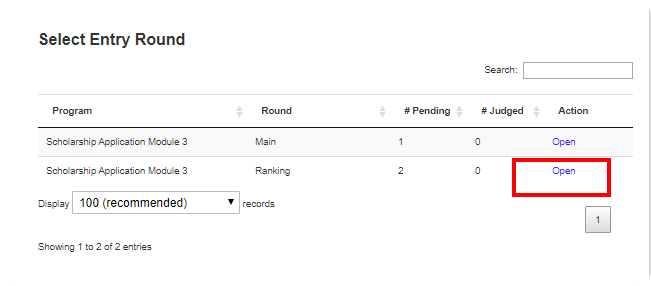 Select Entry Round
Search:
Program Round # Pending # Judged Action
Scholarship Application Module 3 Main 1 0 Open
Scholarship Application Module 3 Ranking 2 0 Open
Display 100 (recommended) records
1
Showing 1 to 2 of 2 entries